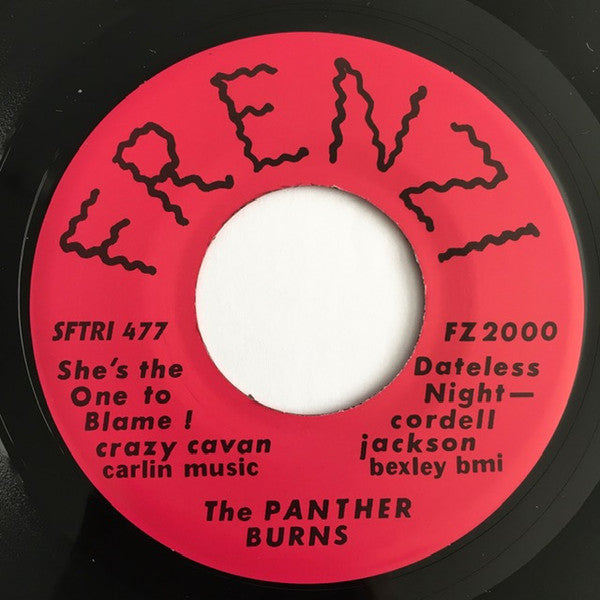 FRENZI
SFTRI 477
She's the
One to
Blame!
crazy cavan
carlin music
FZ 2000
Dateless
Night—
cordell
jackson
bexley bmi
The PANTHER
BURNS